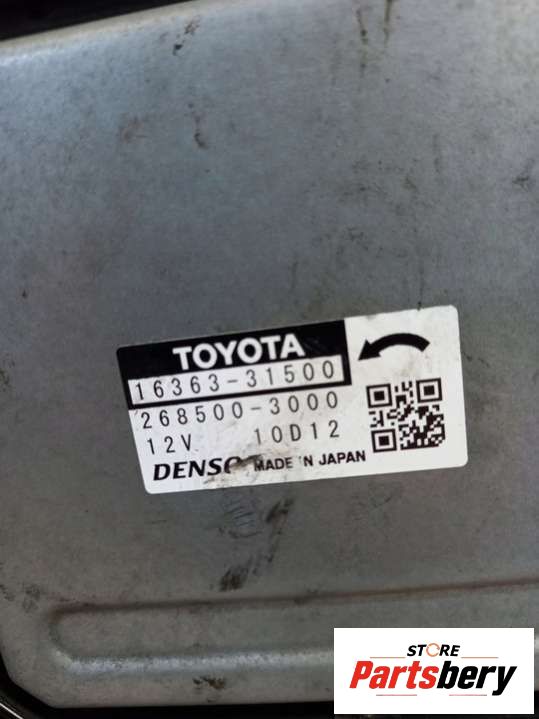 TOYOTA
16363-31500
268500-3000
12V 10D12
DENSO MADE IN JAPAN
STORE
Partsbery